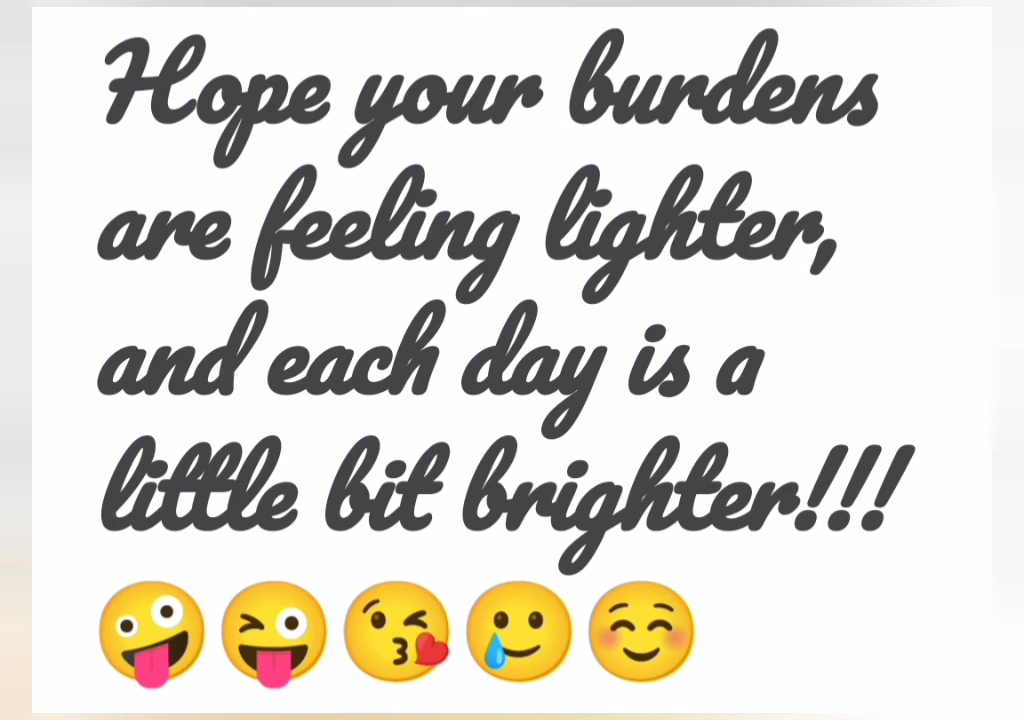 Hope your burdens
are feeling lighter,
and each day is a
little bit brighter!!!
🤪😜😘🥲☺️